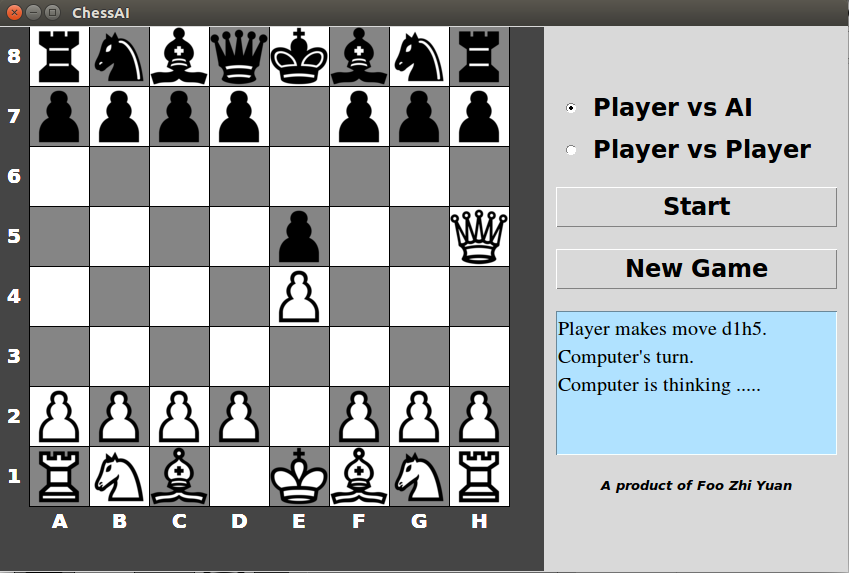 ChessAI
8
7
6
5
4
3
2
1
A B C D E F G H
Player vs AI
Player vs Player
Start
New Game
Player makes move d1h5.
Computer's turn.
Computer is thinking .....
A product of Foo Zhi Yuan